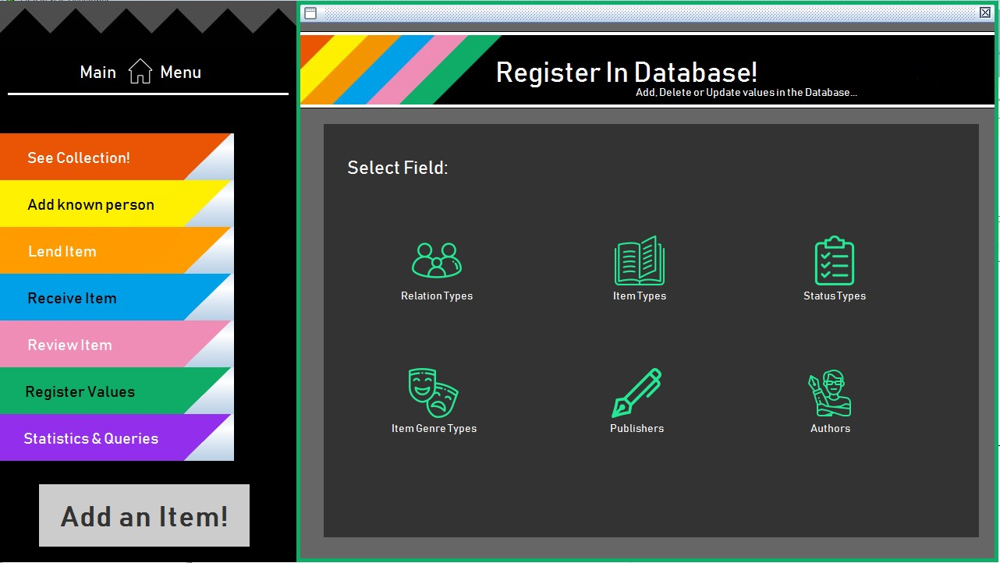 Main Menu
See Collection!
Add known person
Lend Item
Receive Item
Review Item
Register Values
Statistics & Queries
Add an Item!
Register In Database!
Add, Delete or Update values in the Database...
Select Field:
Relation Types
Item Types
Status Types
Item Genre Types
Publishers
Authors